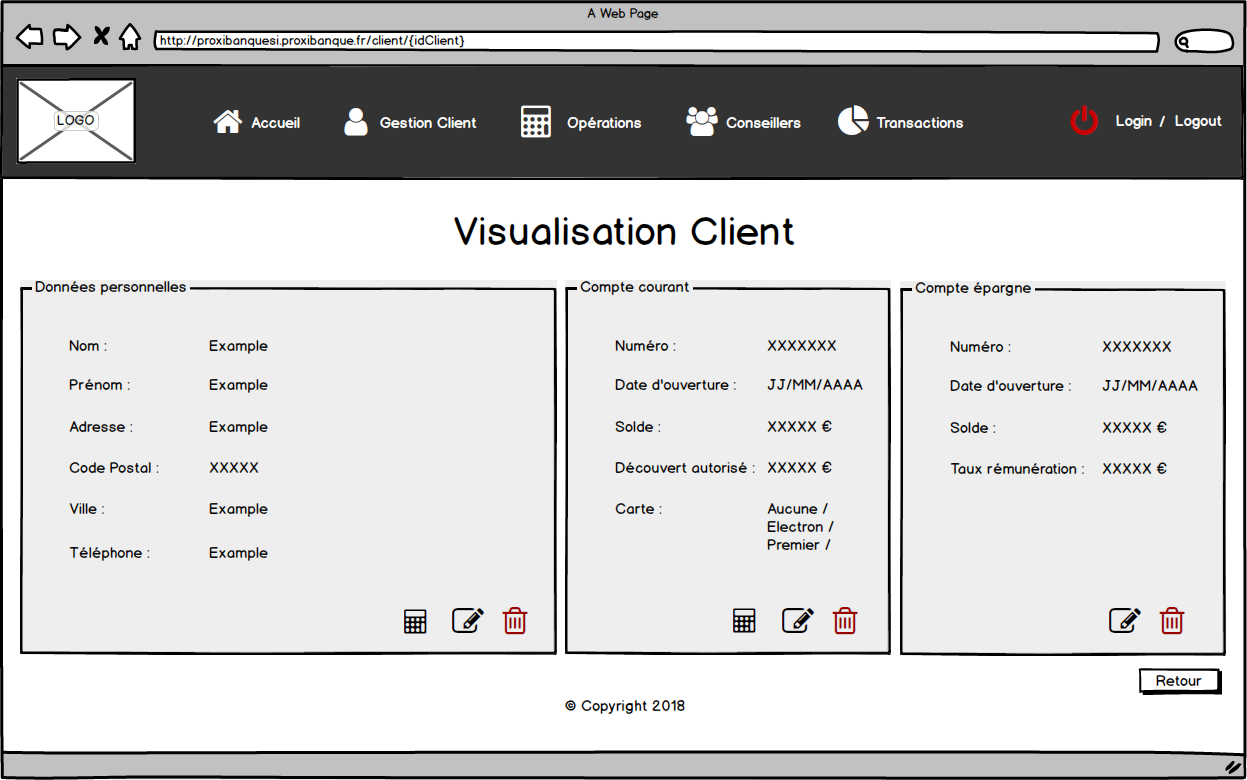 A Web Page
http://proxibanquesi.proxibanque.fr/client/{idClient}
LOGO
Accueil
Gestion Client
Opérations
Conseillers
Transactions
Login / Logout
Visualisation Client
Données personnelles
Nom : Example
Prénom : Example
Adresse : Example
Code Postal : XXXXX
Ville : Example
Téléphone : Example
Compte courant
Numéro : XXXXXXX
Date d'ouverture : JJ/MM/AAAA
Solde : XXXXX €
Découvert autorisé : XXXXX €
Carte : Aucune /
Electron /
Premier /
Compte épargne
Numéro : XXXXXXX
Date d'ouverture : JJ/MM/AAAA
Solde : XXXXX €
Taux rémunération : XXXXX €
Retour
© Copyright 2018